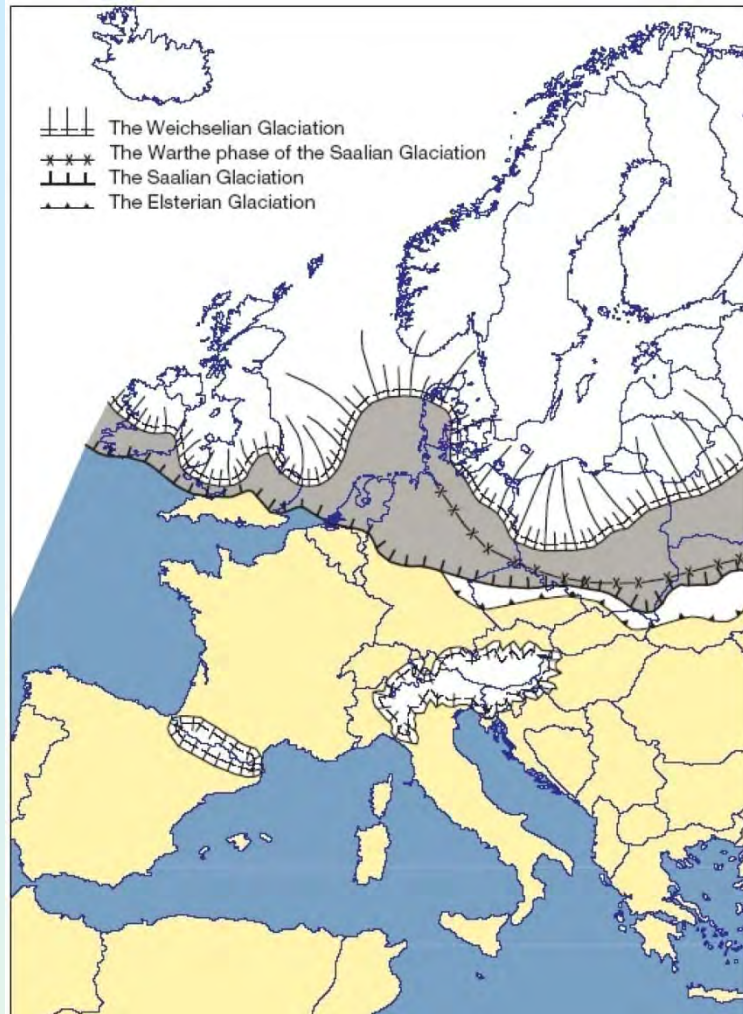 The Weichselian Glaciation
The Warthe phase of the Saalian Glaciation
The Saalian Glaciation
The Elsterian Glaciation